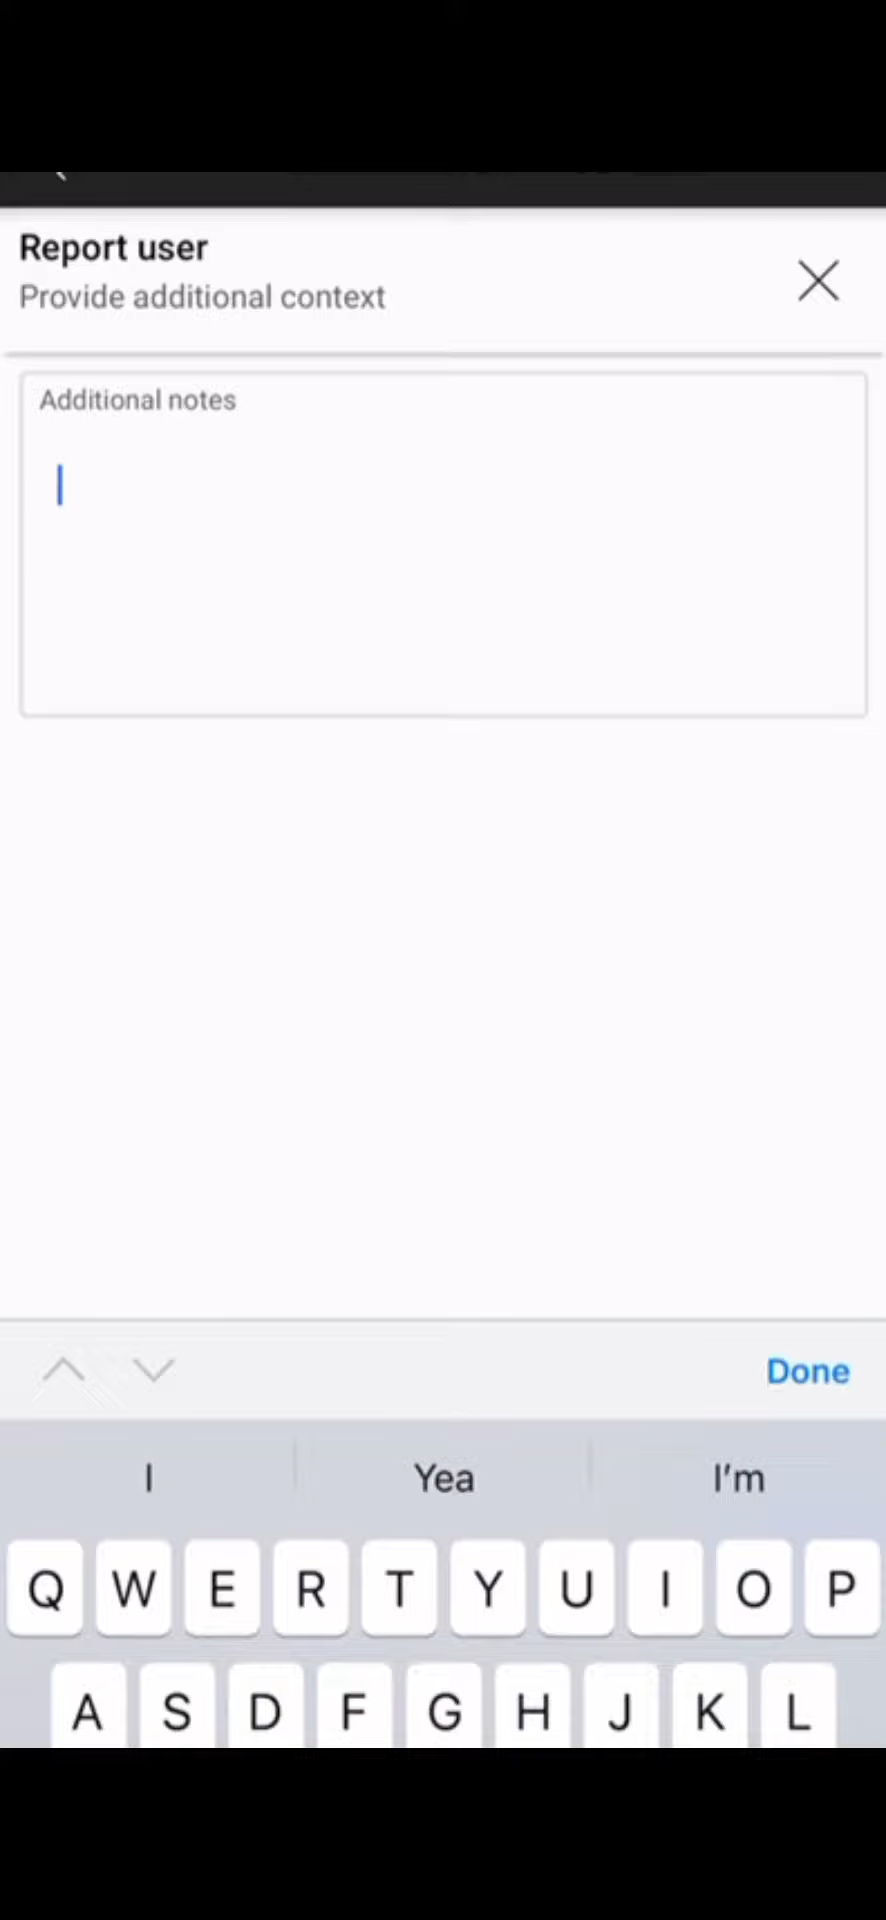 Report user
Provide additional context
Additional notes
Done
I Yea I'm
Q W E R T Y U I O P
A S D F G H J K L